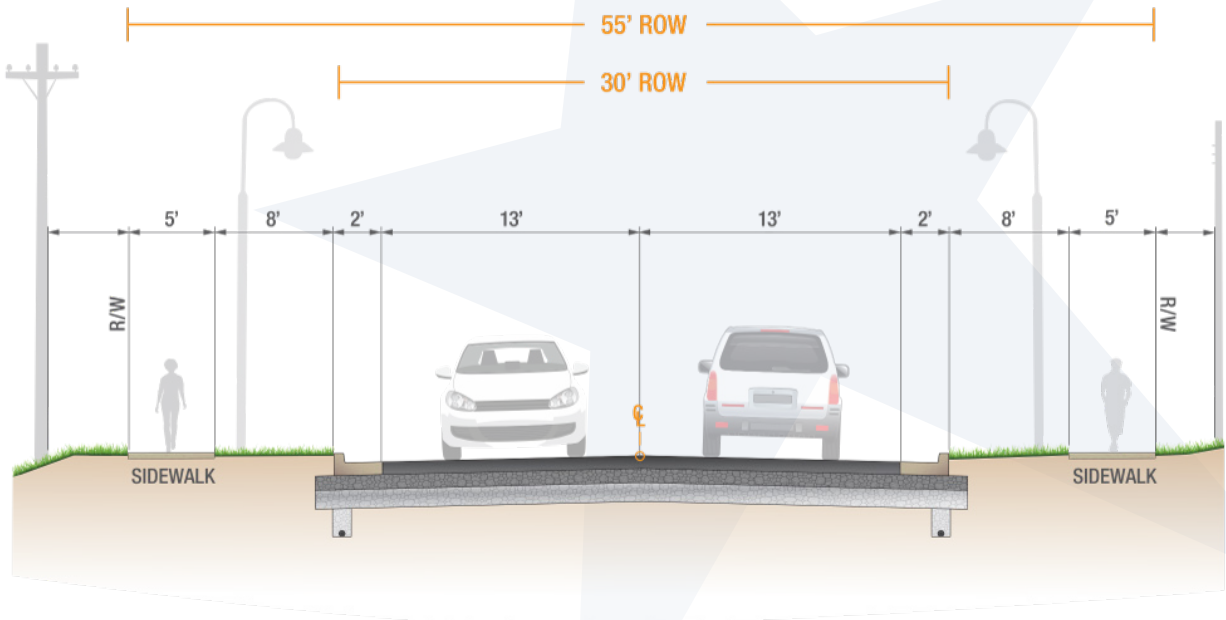 55' ROW
30' ROW
5'
8'
2'
13'
13'
2'
8'
5'
R/W
R/W
℄
SIDEWALK
SIDEWALK